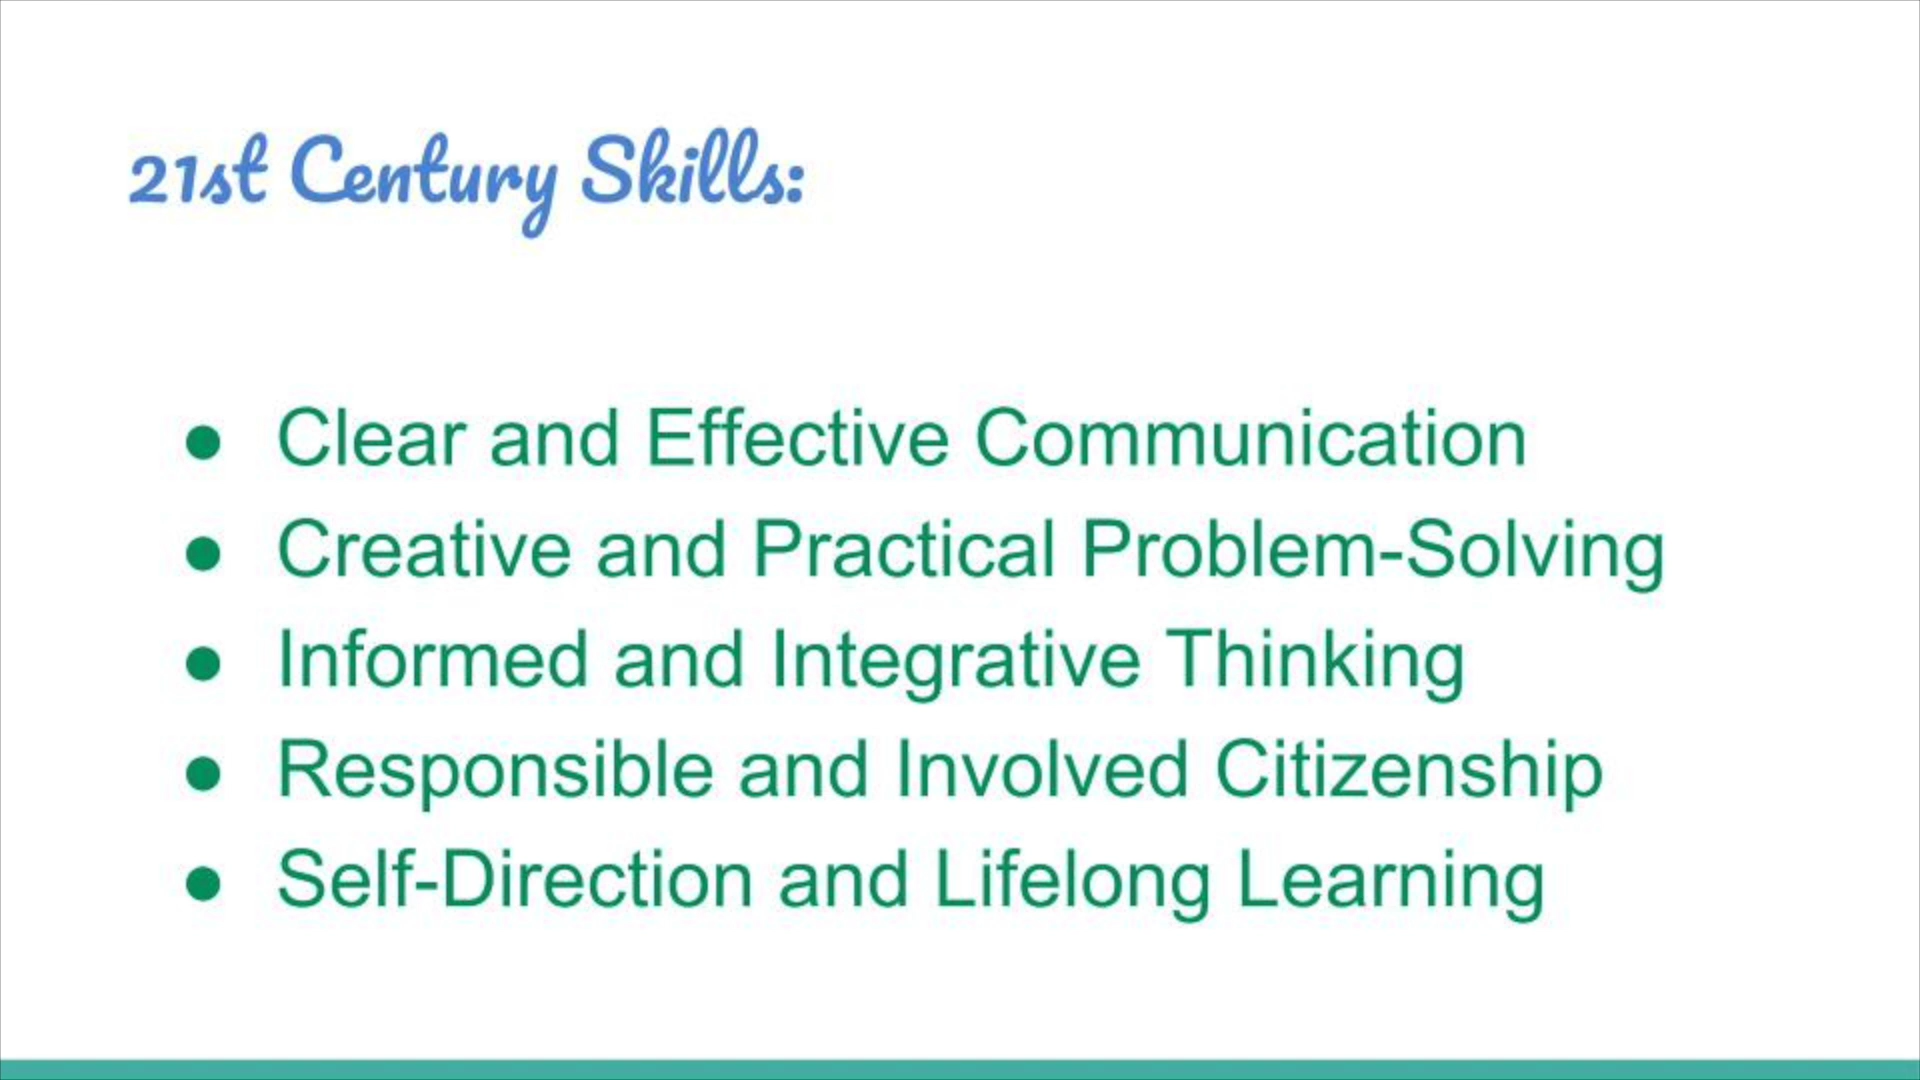 21st Century Skills:
● Clear and Effective Communication
● Creative and Practical Problem-Solving
● Informed and Integrative Thinking
● Responsible and Involved Citizenship
● Self-Direction and Lifelong Learning